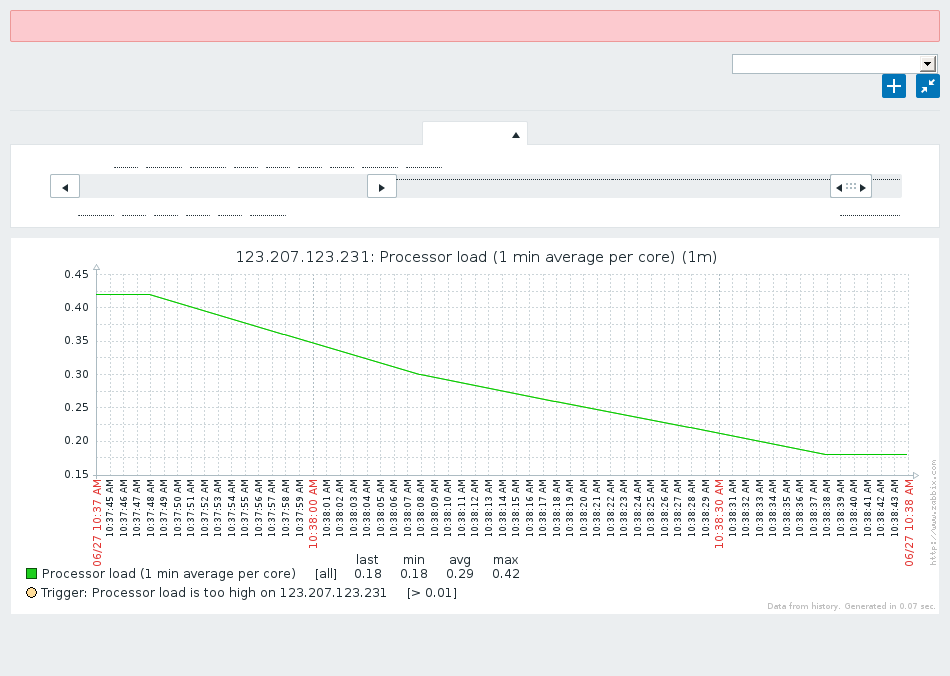 123.207.123.231: Processor load (1 min average per core) (1m)
0.45
0.40
0.35
0.30
0.25
0.20
0.15
06/27 10:37 AM
10:37:45 AM
10:37:46 AM
10:37:47 AM
10:37:48 AM
10:37:49 AM
10:37:50 AM
10:37:51 AM
10:37:52 AM
10:37:53 AM
10:37:54 AM
10:37:55 AM
10:37:56 AM
10:37:57 AM
10:37:58 AM
10:37:59 AM
10:38:00 AM
10:38:01 AM
10:38:02 AM
10:38:03 AM
10:38:04 AM
10:38:05 AM
10:38:06 AM
10:38:07 AM
10:38:08 AM
10:38:09 AM
10:38:10 AM
10:38:11 AM
10:38:12 AM
10:38:13 AM
10:38:14 AM
10:38:15 AM
10:38:16 AM
10:38:17 AM
10:38:18 AM
10:38:19 AM
10:38:20 AM
10:38:21 AM
10:38:22 AM
10:38:23 AM
10:38:24 AM
10:38:25 AM
10:38:26 AM
10:38:27 AM
10:38:28 AM
10:38:29 AM
10:38:30 AM
10:38:31 AM
10:38:32 AM
10:38:33 AM
10:38:34 AM
10:38:35 AM
10:38:36 AM
10:38:37 AM
10:38:38 AM
10:38:39 AM
10:38:40 AM
10:38:41 AM
10:38:42 AM
10:38:43 AM
06/27 10:38 AM
http://www.zabbix.com
last min avg max
Processor load (1 min average per core) [all] 0.18 0.18 0.29 0.42
Trigger: Processor load is too high on 123.207.123.231 [> 0.01]
Data from history. Generated in 0.07 sec.